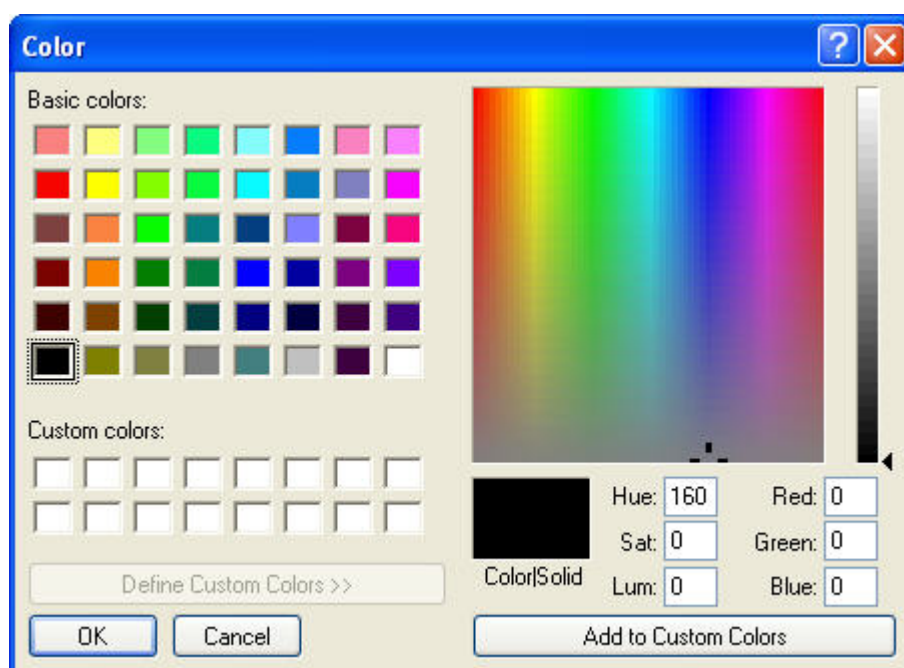 Color
Basic colors:
Custom colors:
Define Custom Colors >>
OK Cancel
Color|Solid
Hue: 160 Red: 0
Sat: 0 Green: 0
Lum: 0 Blue: 0
Add to Custom Colors